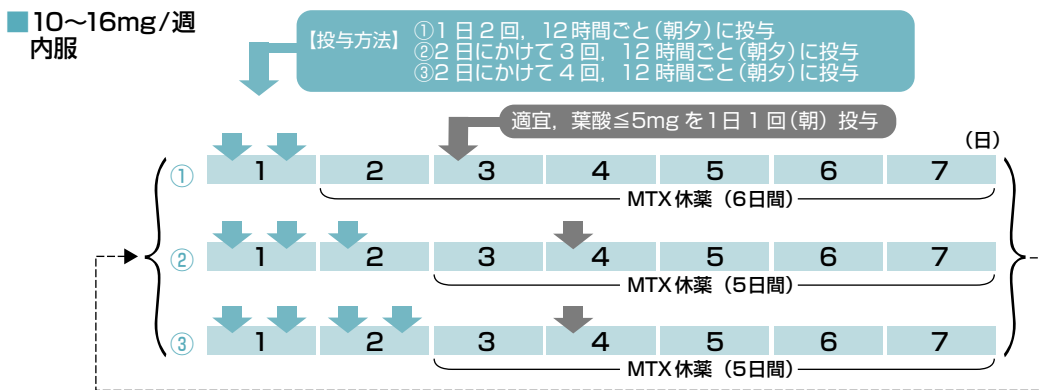 ■10〜16mg/週
内服
【投与方法】 ①1日2回，12時間ごと（朝夕）に投与
②2日にかけて3回，12時間ごと（朝夕）に投与
③2日にかけて4回，12時間ごと（朝夕）に投与
適宜，葉酸≦5mgを1日1回（朝）投与
（日）
① 1 2 3 4 5 6 7
MTX休薬（6日間）
② 1 2 3 4 5 6 7
MTX休薬（5日間）
③ 1 2 3 4 5 6 7
MTX休薬（5日間）